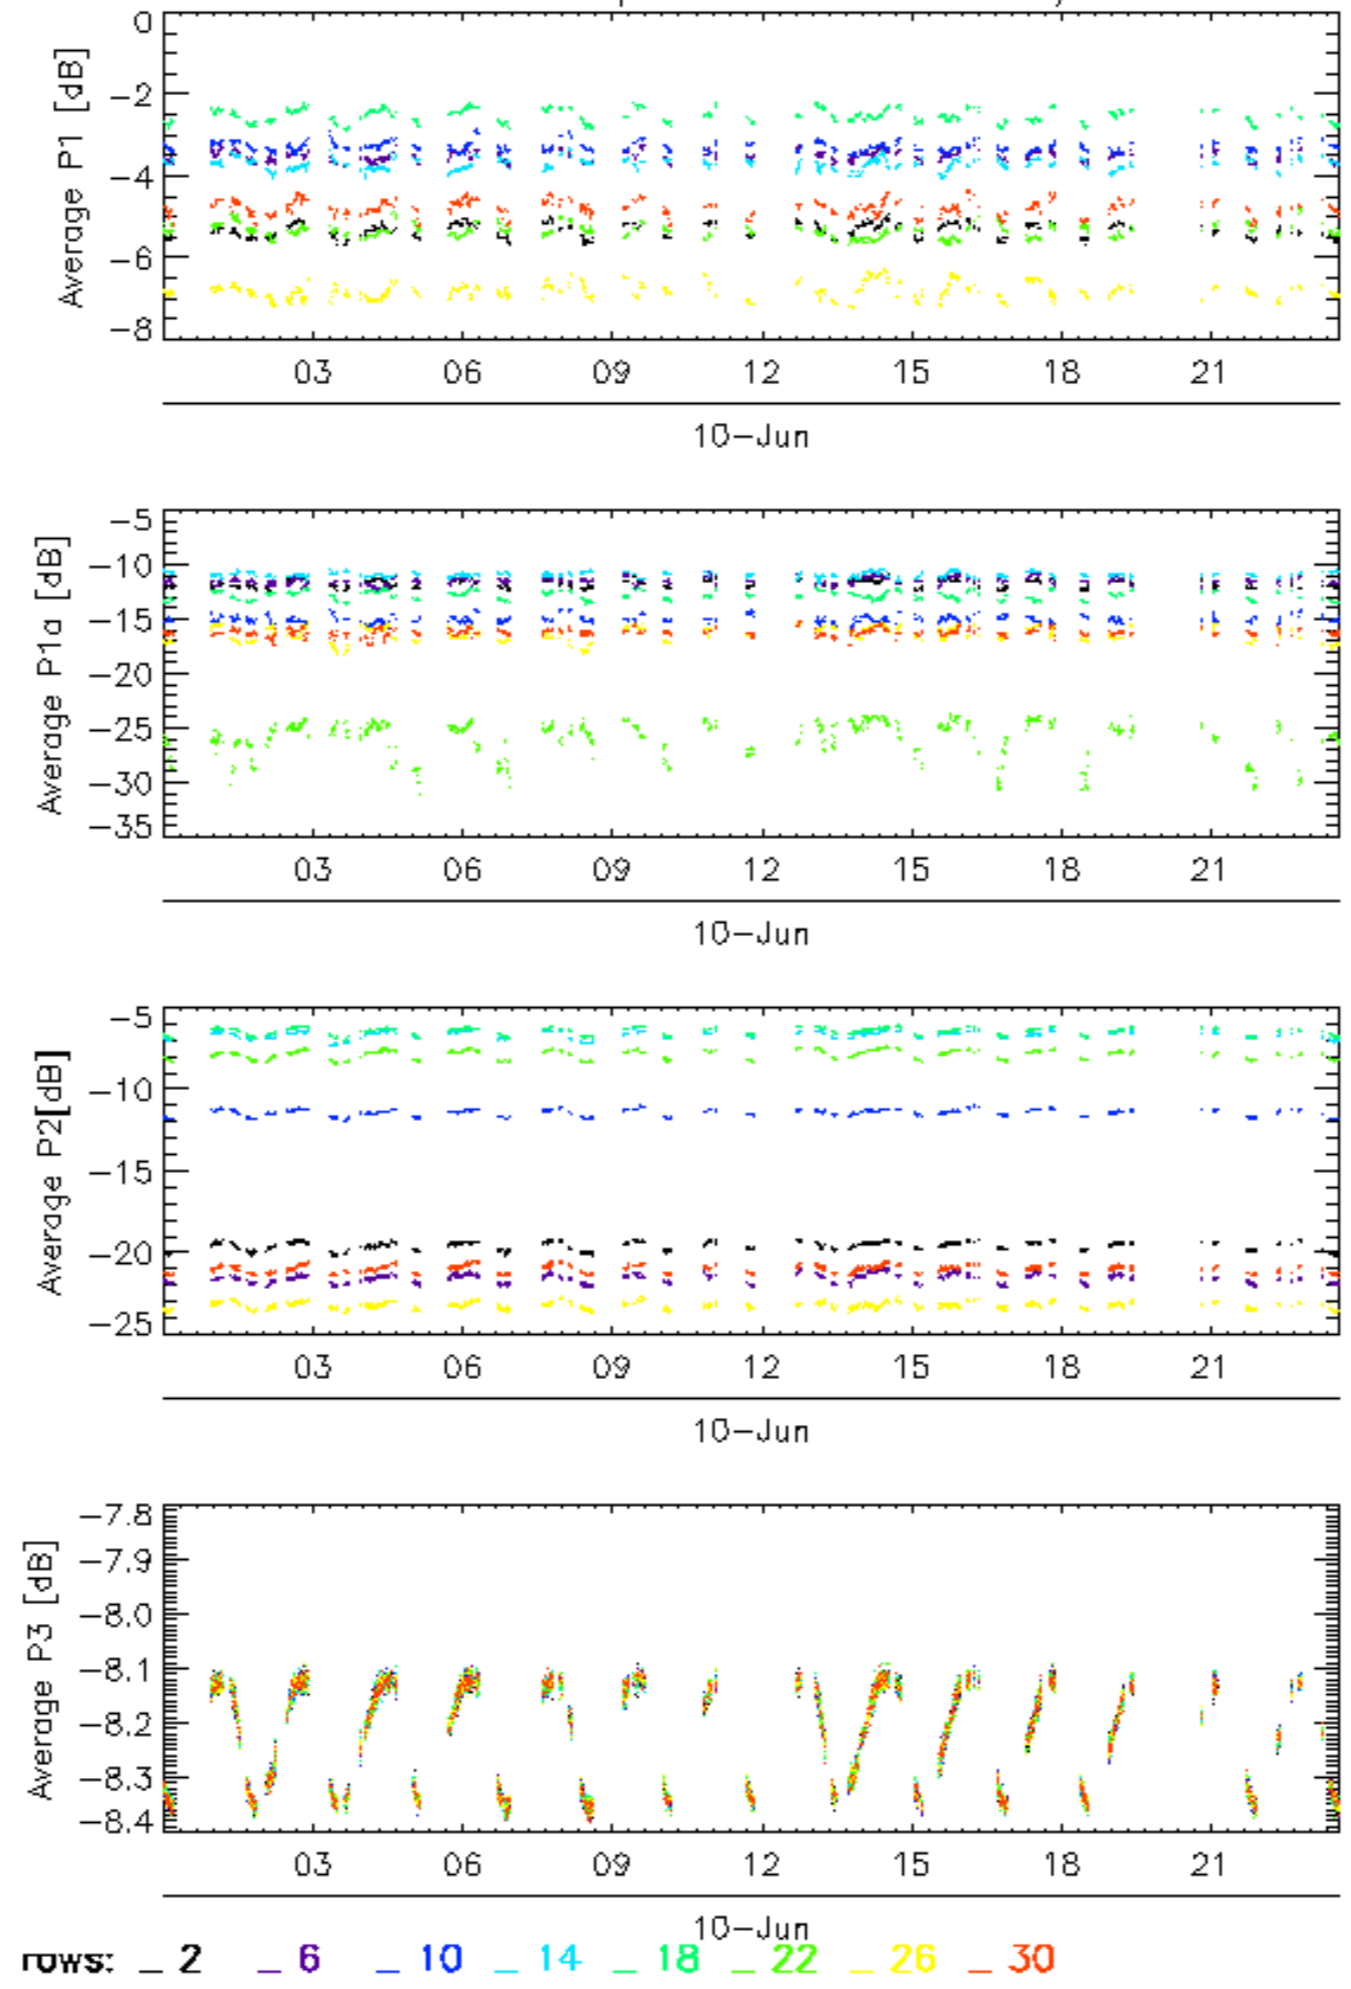 Average P1 [dB]
0
−2
−4
−6
−8
03 06 09 12 15 18 21
10−Jun
Average P1a [dB]
−5
−10
−15
−20
−25
−30
−35
03 06 09 12 15 18 21
10−Jun
Average P2[dB]
−5
−10
−15
−20
−25
03 06 09 12 15 18 21
10−Jun
Average P3 [dB]
−7.8
−7.9
−8.0
−8.1
−8.2
−8.3
−8.4
03 06 09 12 15 18 21
10−Jun
rows: _ 2 _ 6 _ 10 _ 14 _ 18 _ 22 _ 26 _ 30